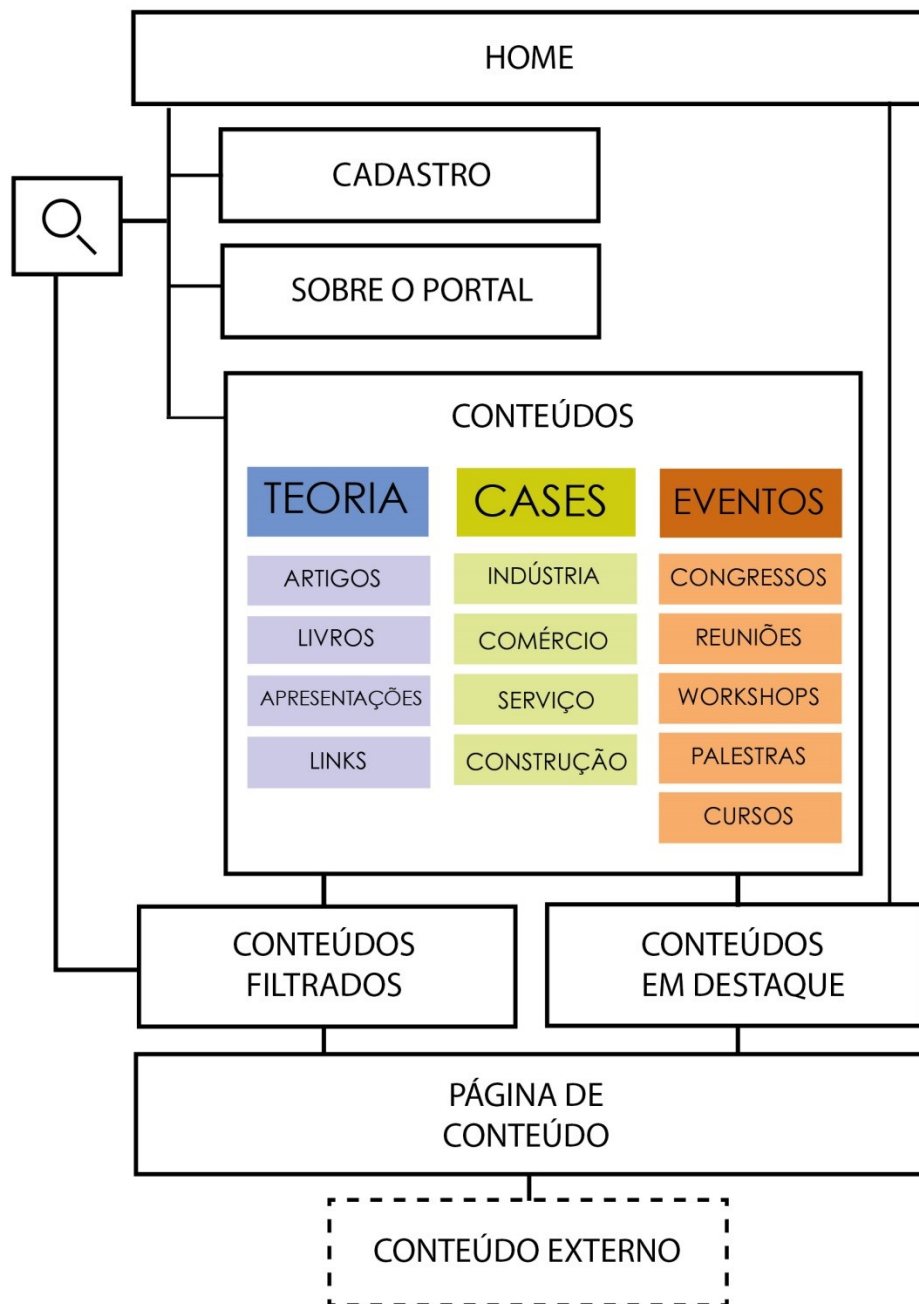 HOME
CADASTRO
SOBRE O PORTAL
CONTEÚDOS
TEORIA
ARTIGOS
LIVROS
APRESENTAÇÕES
LINKS
CASES
INDÚSTRIA
COMÉRCIO
SERVIÇO
CONSTRUÇÃO
EVENTOS
CONGRESSOS
REUNIÕES
WORKSHOPS
PALESTRAS
CURSOS
CONTEÚDOS
FILTRADOS
CONTEÚDOS
EM DESTAQUE
PÁGINA DE
CONTEÚDO
CONTEÚDO EXTERNO